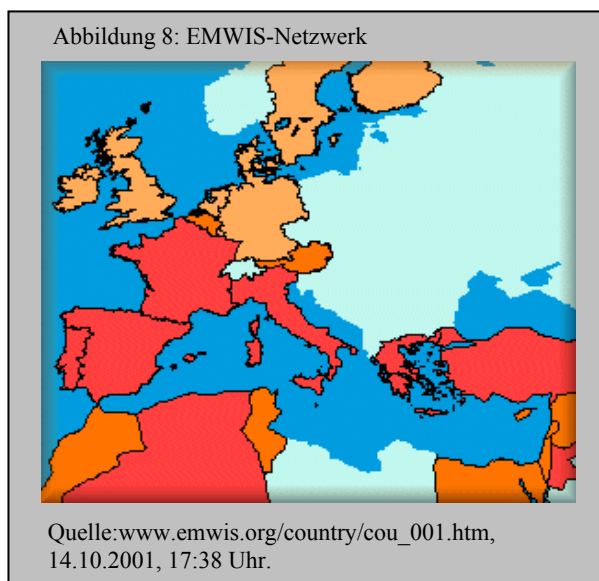 Abbildung 8: EMWIS-Netzwerk
Quelle:www.emwis.org/country/cou_001.htm,
14.10.2001, 17:38 Uhr.